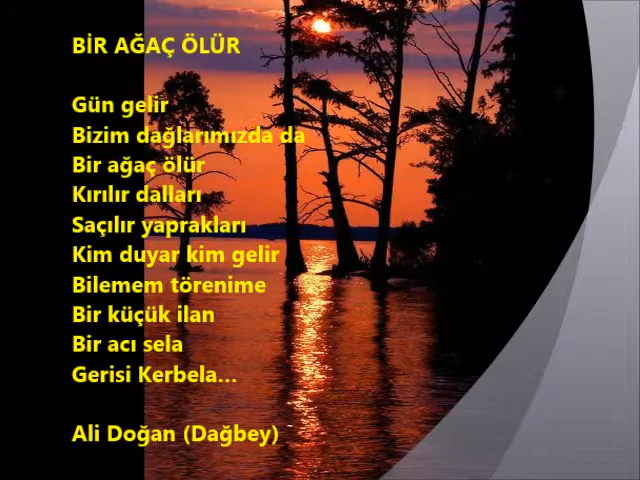 BİR AĞAÇ ÖLÜR
Gün gelir
Bizim dağlarımızda da
Bir ağaç ölür
Kırılır dalları
Saçılır yaprakları
Kim duyar kim gelir
Bilemem törenime
Bir küçük ilan
Bir acı sela
Gerisi Kerbela...
Ali Doğan (Dağbey)